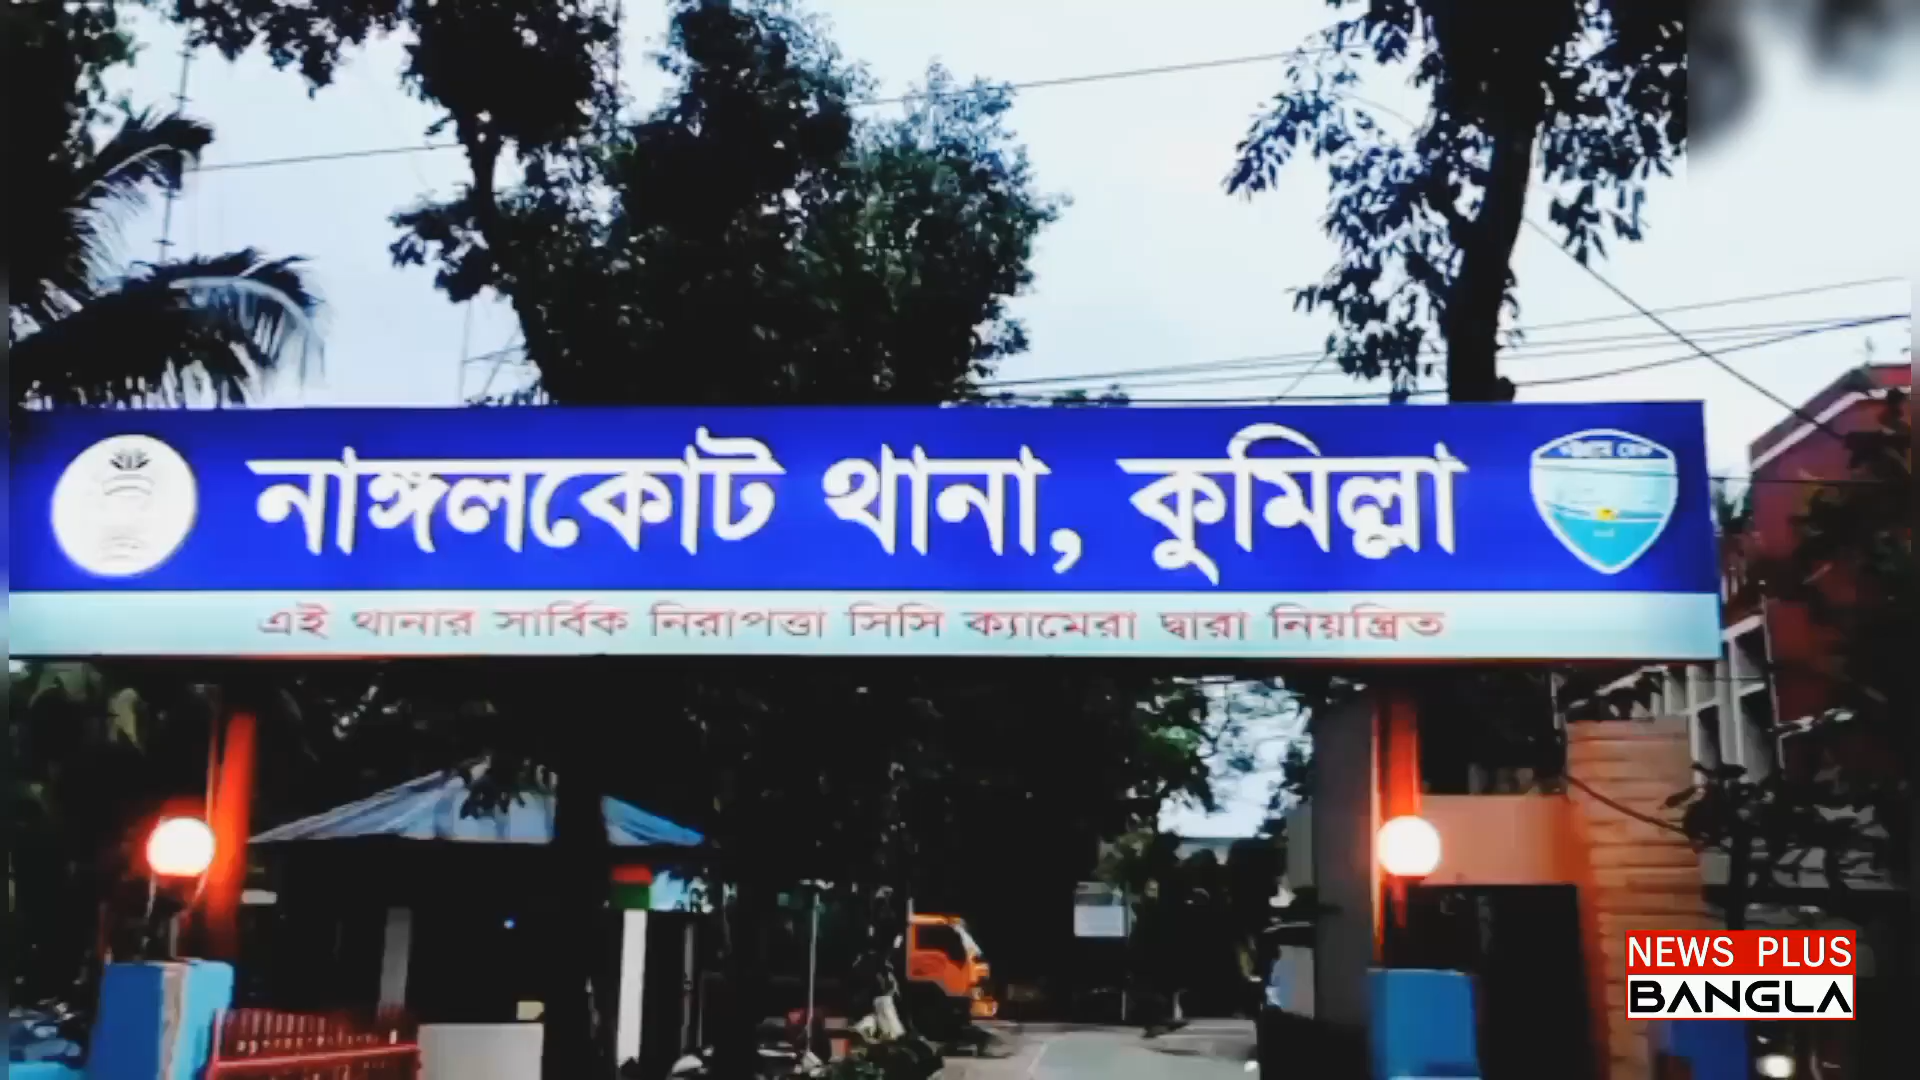 নাঙ্গলকোট থানা, কুমিল্লা
এই থানার সার্বিক নিরাপত্তা সিসি ক্যামেরা দ্বারা নিয়ন্ত্রিত
NEWS PLUS
BANGLA